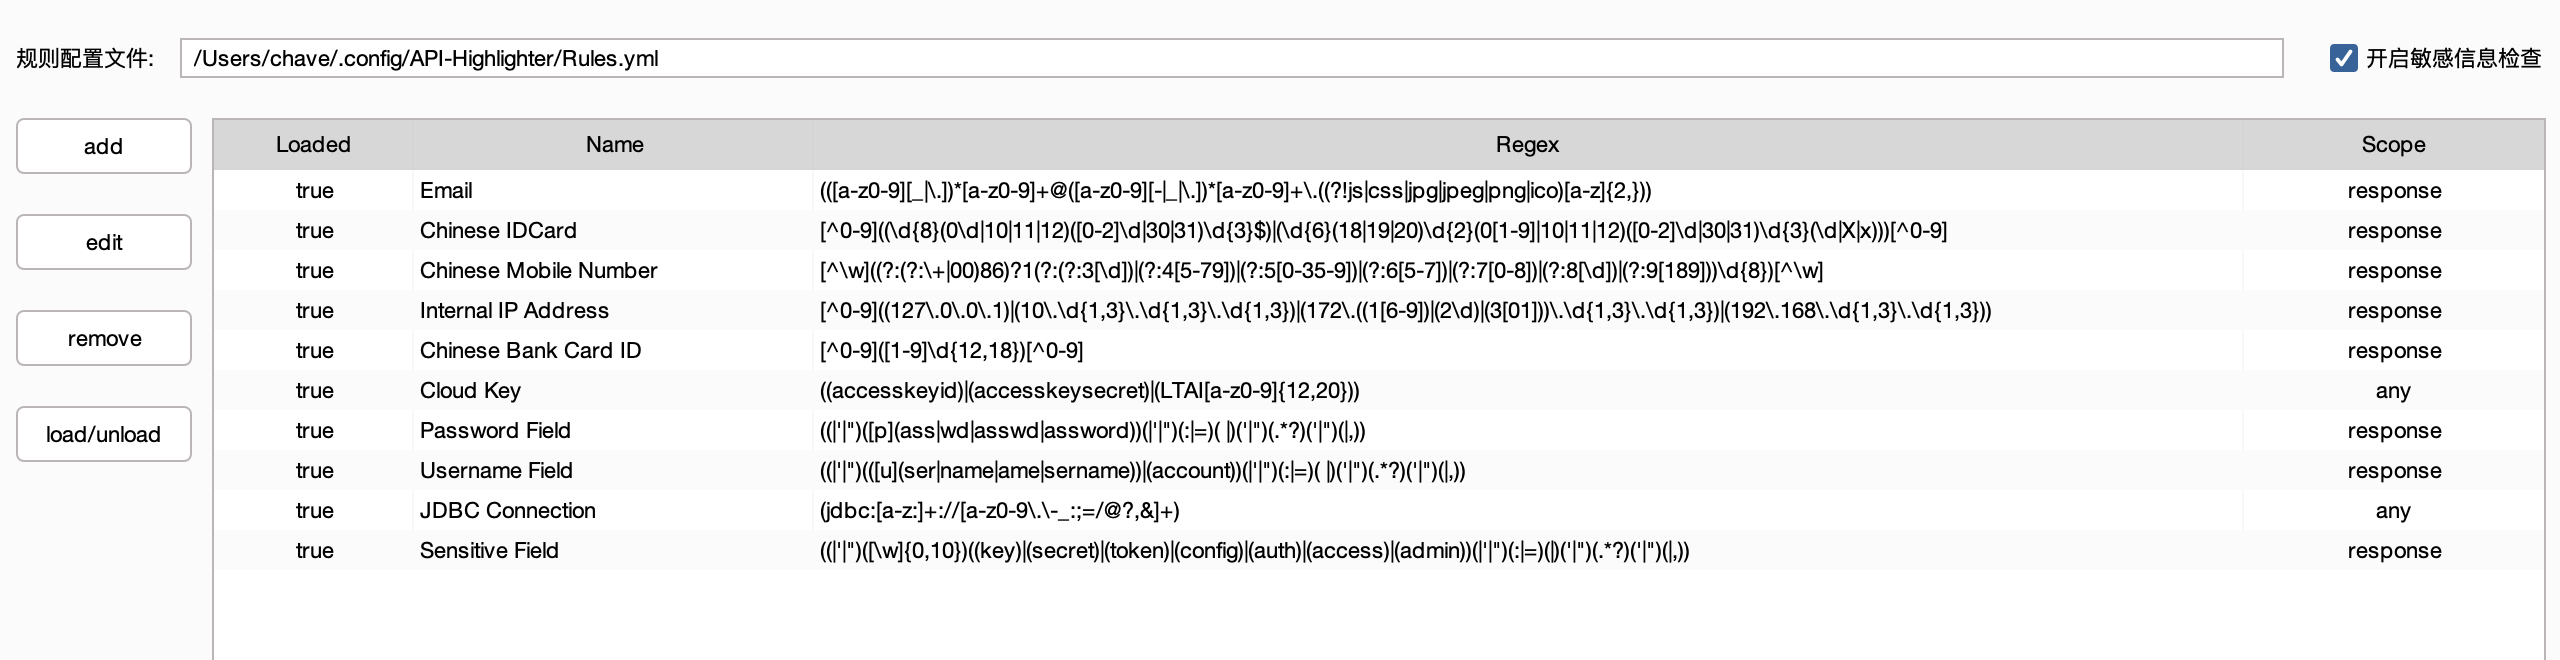 规则配置文件: /Users/chave/.config/API-Highlighter/Rules.yml 开启敏感信息检查
add
edit
remove
load/unload
Loaded Name Regex Scope
true Email (([a-z0-9][_|\.])*[a-z0-9]+@([a-z0-9][-|_|\.])*[a-z0-9]+\.((?!js|css|jpg|jpeg|png|ico)[a-z]{2,})) response
true Chinese IDCard [^0-9]((\d{8}(0\d|10|11|12)([0-2]\d|30|31)\d{3}$)|(\d{6}(18|19|20)\d{2}(0[1-9]|10|11|12)([0-2]\d|30|31)\d{3}(\d|X|x)))[^0-9] response
true Chinese Mobile Number [^\w]((?:(?:\+|00)86)?1(?:(?:3[\d])|(?:4[5-79])|(?:5[0-35-9])|(?:6[5-7])|(?:7[0-8])|(?:8[\d])|(?:9[189]))\d{8})[^\w] response
true Internal IP Address [^0-9]((127\.0\.0\.1)|(10\.\d{1,3}\.\d{1,3}\.\d{1,3})|(172\.((1[6-9])|(2\d)|(3[01]))\.\d{1,3}\.\d{1,3})|(192\.168\.\d{1,3}\.\d{1,3})) response
true Chinese Bank Card ID [^0-9]([1-9]\d{12,18})[^0-9] response
true Cloud Key ((accesskeyid)|(accesskeysecret)|(LTAI[a-z0-9]{12,20})) any
true Password Field ((|'|")([p](ass|wd|asswd|assword))(|'|")(:|=)( |)('|")(.*?)('|")(|,)) response
true Username Field ((|'|")(([u](ser|name|ame|sername))|(account))(|'|")(:|=)( |)('|")(.*?)('|")(|,)) response
true JDBC Connection (jdbc:[a-z:]+://[a-z0-9\.\-_:;=/@?,&]+) any
true Sensitive Field ((|'|")([\w]{0,10})((key)|(secret)|(token)|(config)|(auth)|(access)|(admin))(|'|")(:|=)(|)('|")(.*?)('|")(|,)) response